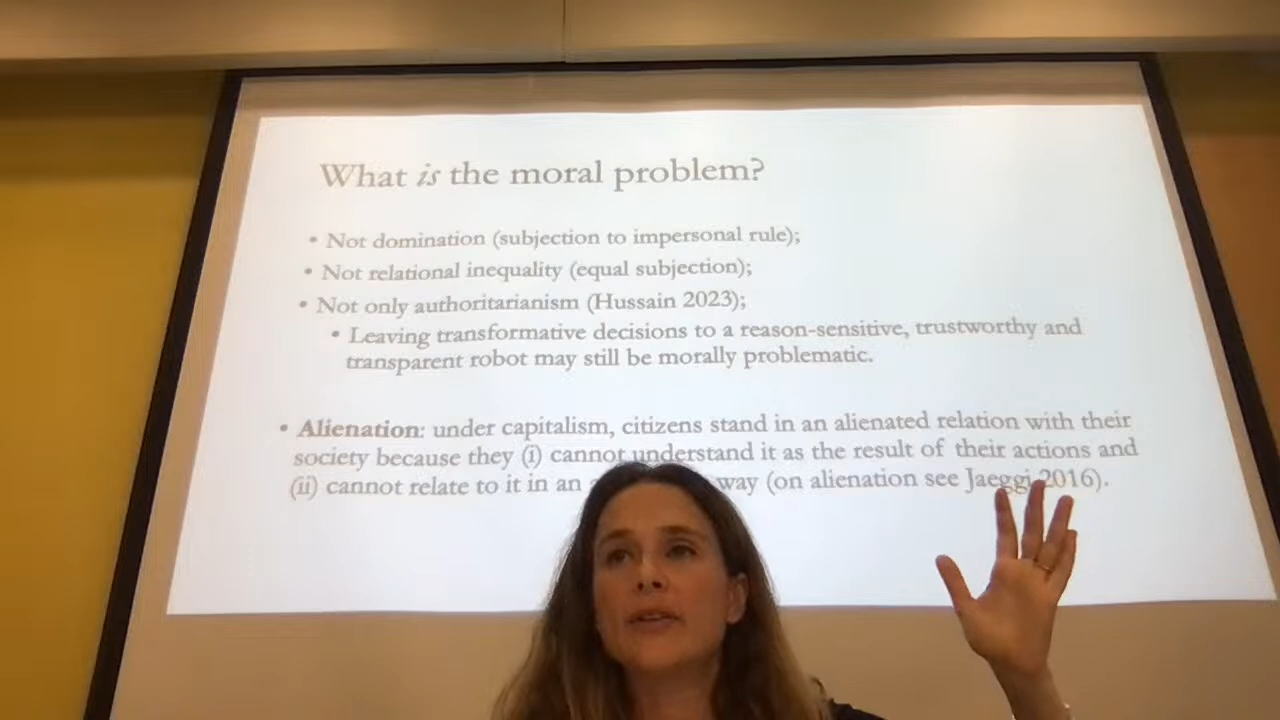 What is the moral problem?
• Not domination (subjection to impersonal rule);
• Not relational inequality (equal subjection);
• Not only authoritarianism (Hussain 2023);
• Leaving transformative decisions to a reason-sensitive, trustworthy and
transparent robot may still be morally problematic.
• Alienation: under capitalism, citizens stand in an alienated relation with their
society because they (i) cannot understand it as the result of their actions and
(ii) cannot relate to it in an way (on alienation see Jaeggi 2016).